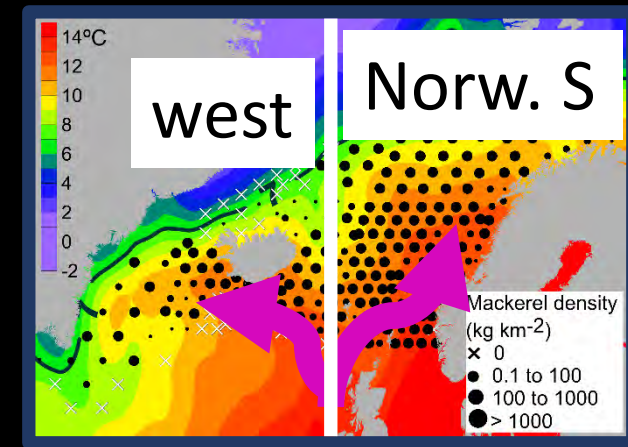 14ºC
12
10
8
6
4
2
0
-2
west
Norw. S
Mackerel density
(kg km-2)
× 0
● 0.1 to 100
● 100 to 1000
● > 1000